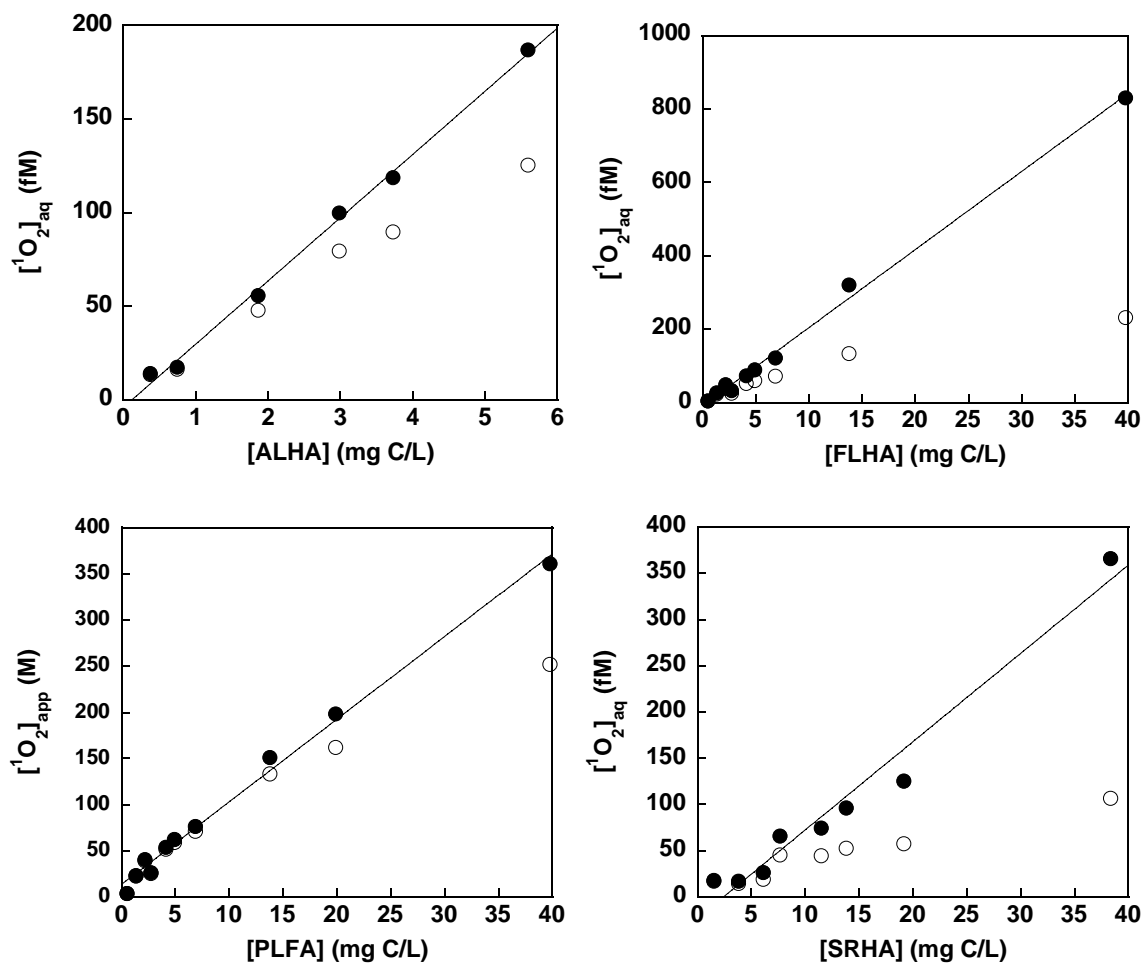 200
150
100
50
0
[¹O₂]aq (fM)
0 1 2 3 4 5 6
[ALHA] (mg C/L)
1000
800
600
400
200
0
[¹O₂]aq (fM)
0 5 10 15 20 25 30 35 40
[FLHA] (mg C/L)
400
350
300
250
200
150
100
50
0
[¹O₂]app (M)
0 5 10 15 20 25 30 35 40
[PLFA] (mg C/L)
400
350
300
250
200
150
100
50
0
[¹O₂]aq (fM)
0 5 10 15 20 25 30 35 40
[SRHA] (mg C/L)